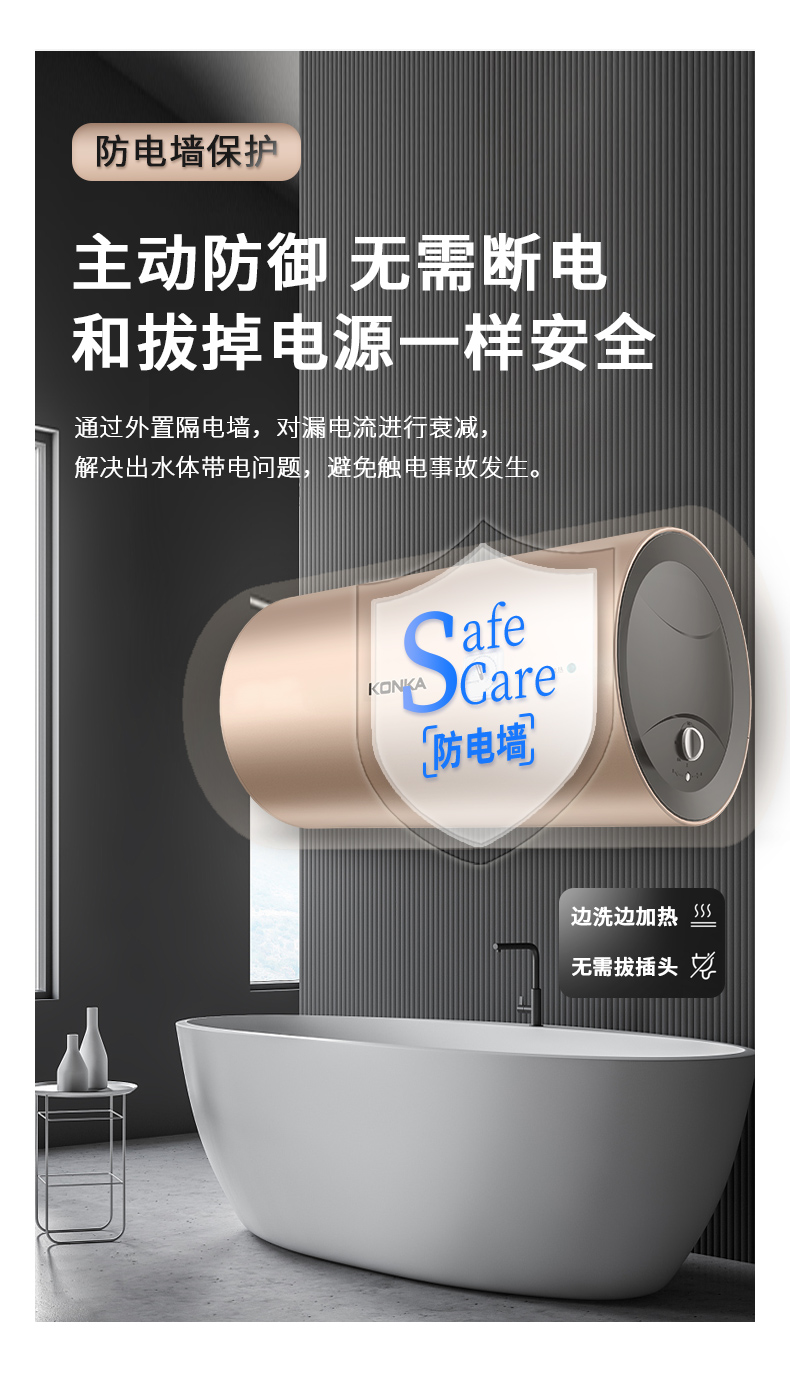 防电墙保护
主动防御 无需断电
和拔掉电源一样安全
通过外置隔电墙，对漏电流进行衰减，
解决出水体带电问题，避免触电事故发生。
Safe
Care
KONKA
防电墙
边洗边加热
无需拔插头